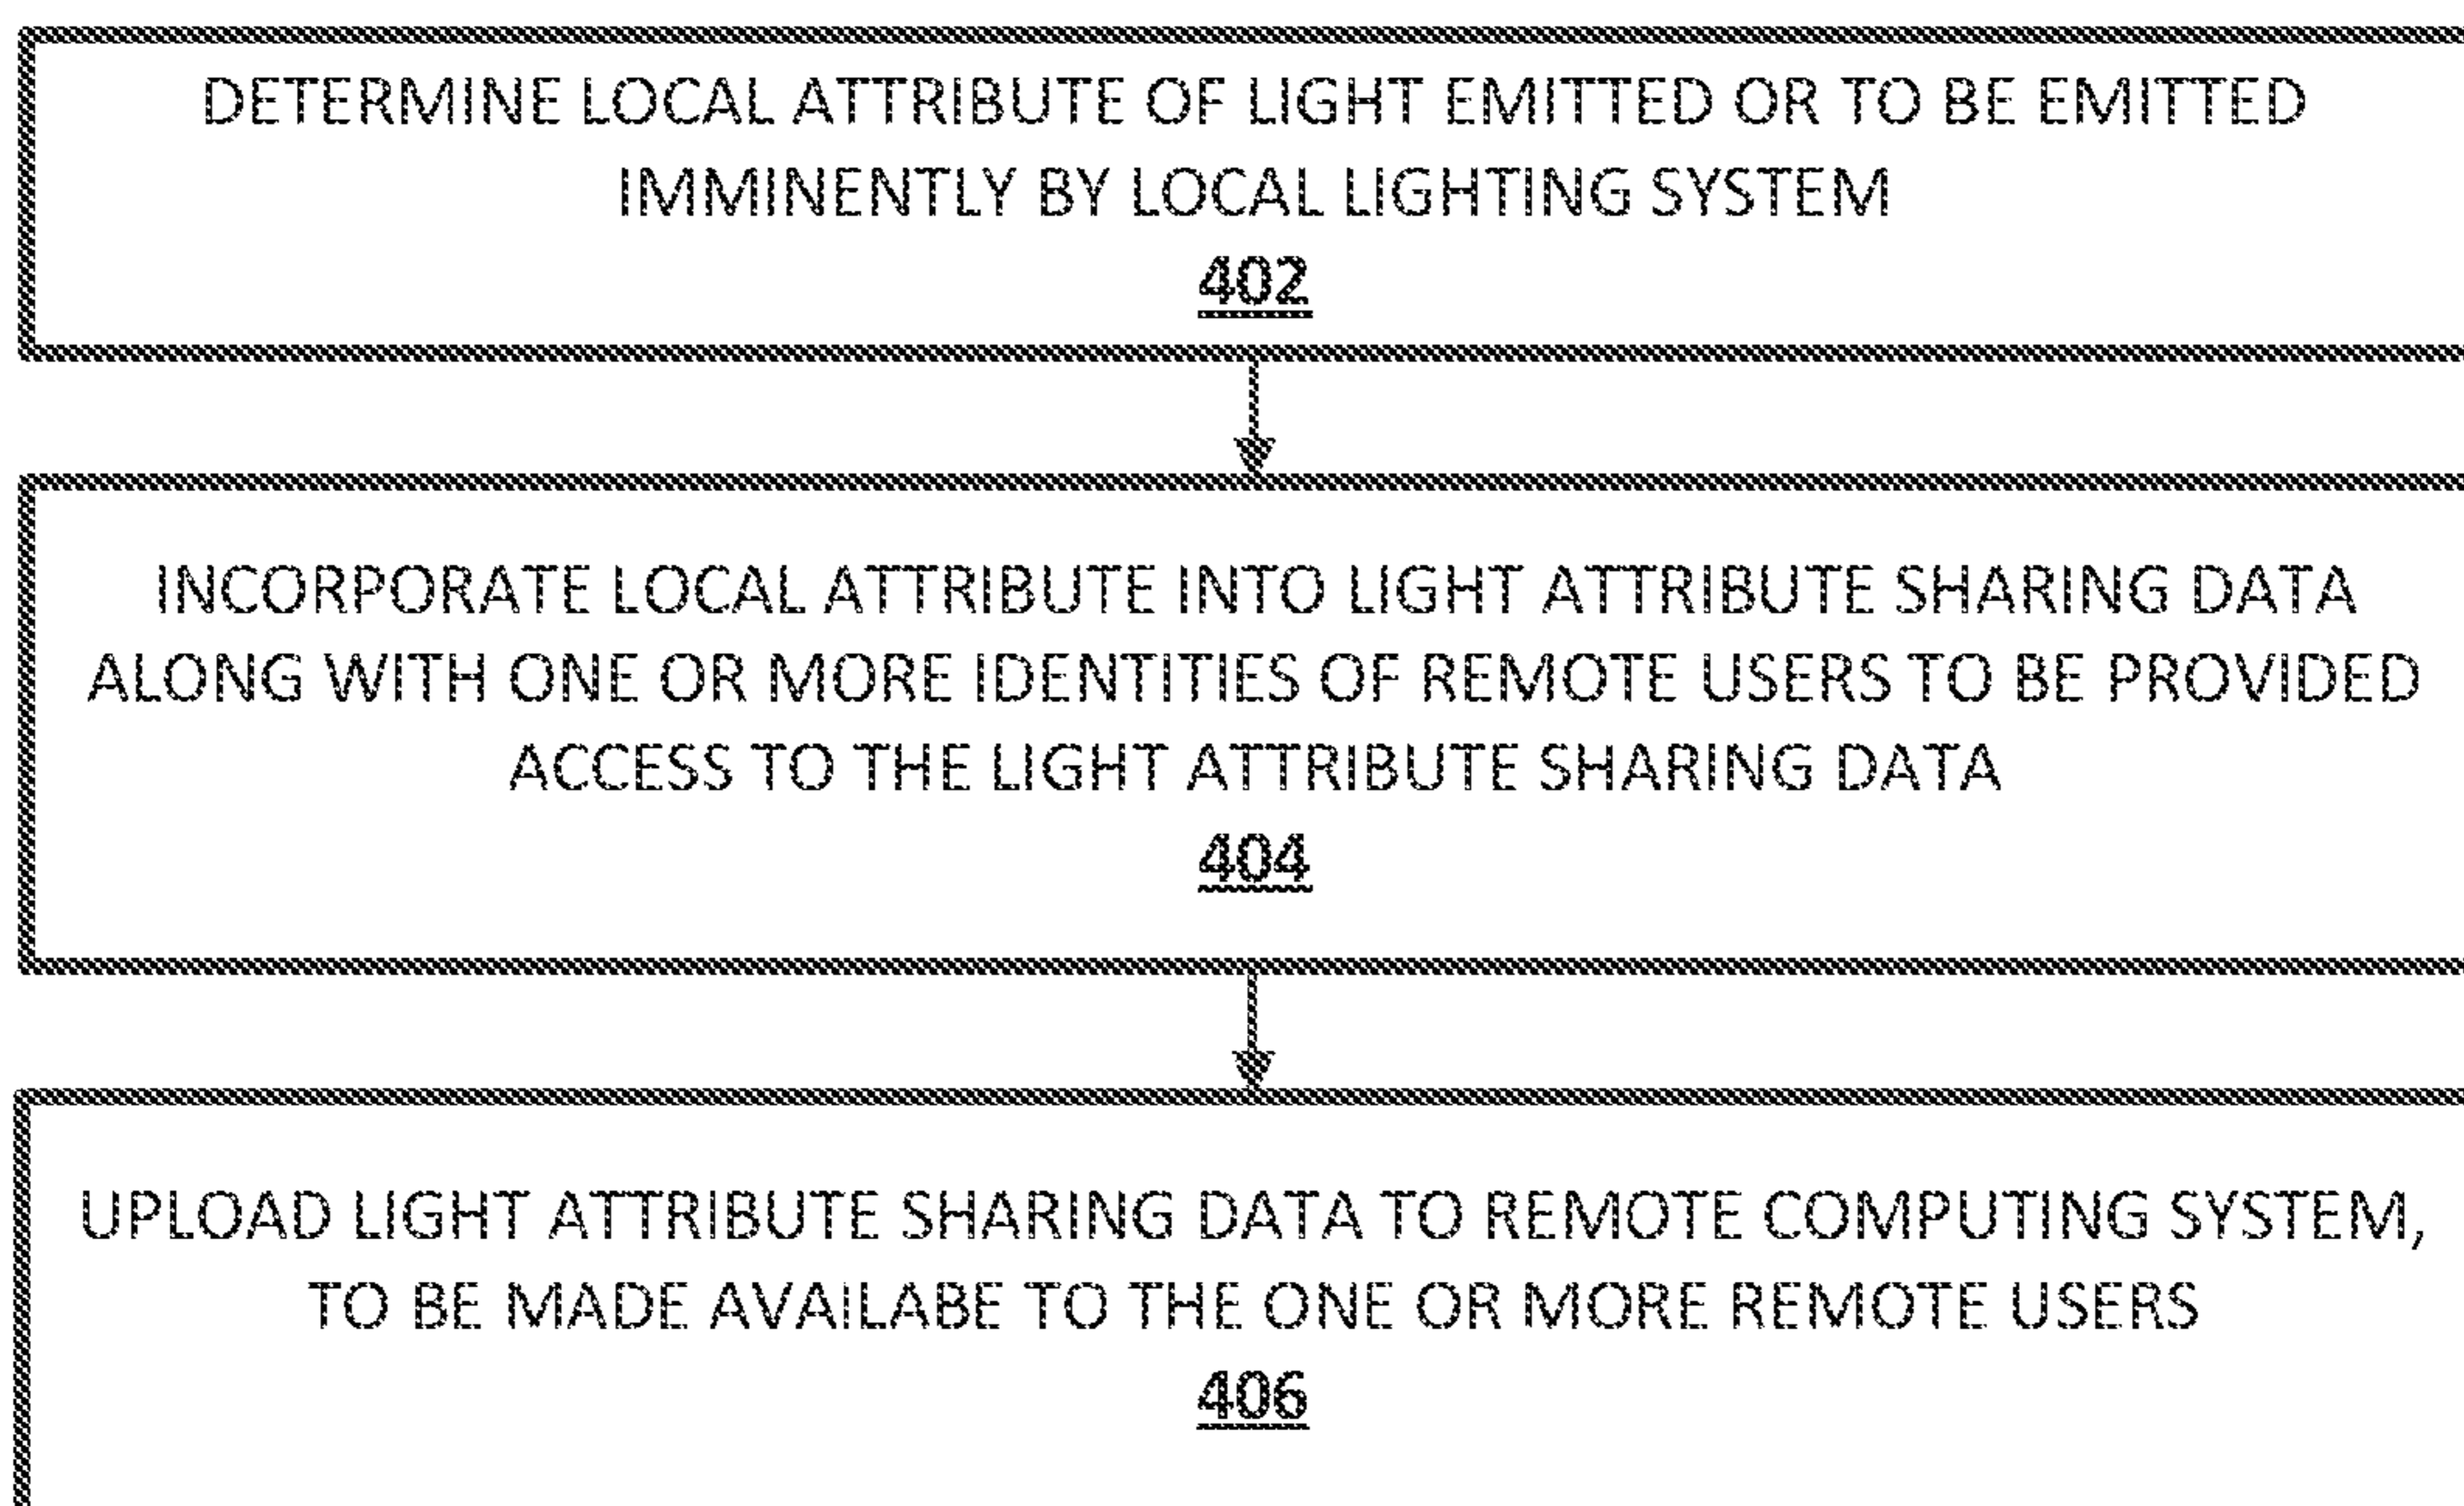 DETERMINE LOCAL ATTRIBUTE OF LIGHT EMITTED OR TO BE EMITTED
IMMINENTLY BY LOCAL LIGHTING SYSTEM
402
INCORPORATE LOCAL ATTRIBUTE INTO LIGHT ATTRIBUTE SHARING DATA
ALONG WITH ONE OR MORE IDENTITIES OF REMOTE USERS TO BE PROVIDED
ACCESS TO THE LIGHT ATTRIBUTE SHARING DATA
404
UPLOAD LIGHT ATTRIBUTE SHARING DATA TO REMOTE COMPUTING SYSTEM,
TO BE MADE AVAILABE TO THE ONE OR MORE REMOTE USERS
406